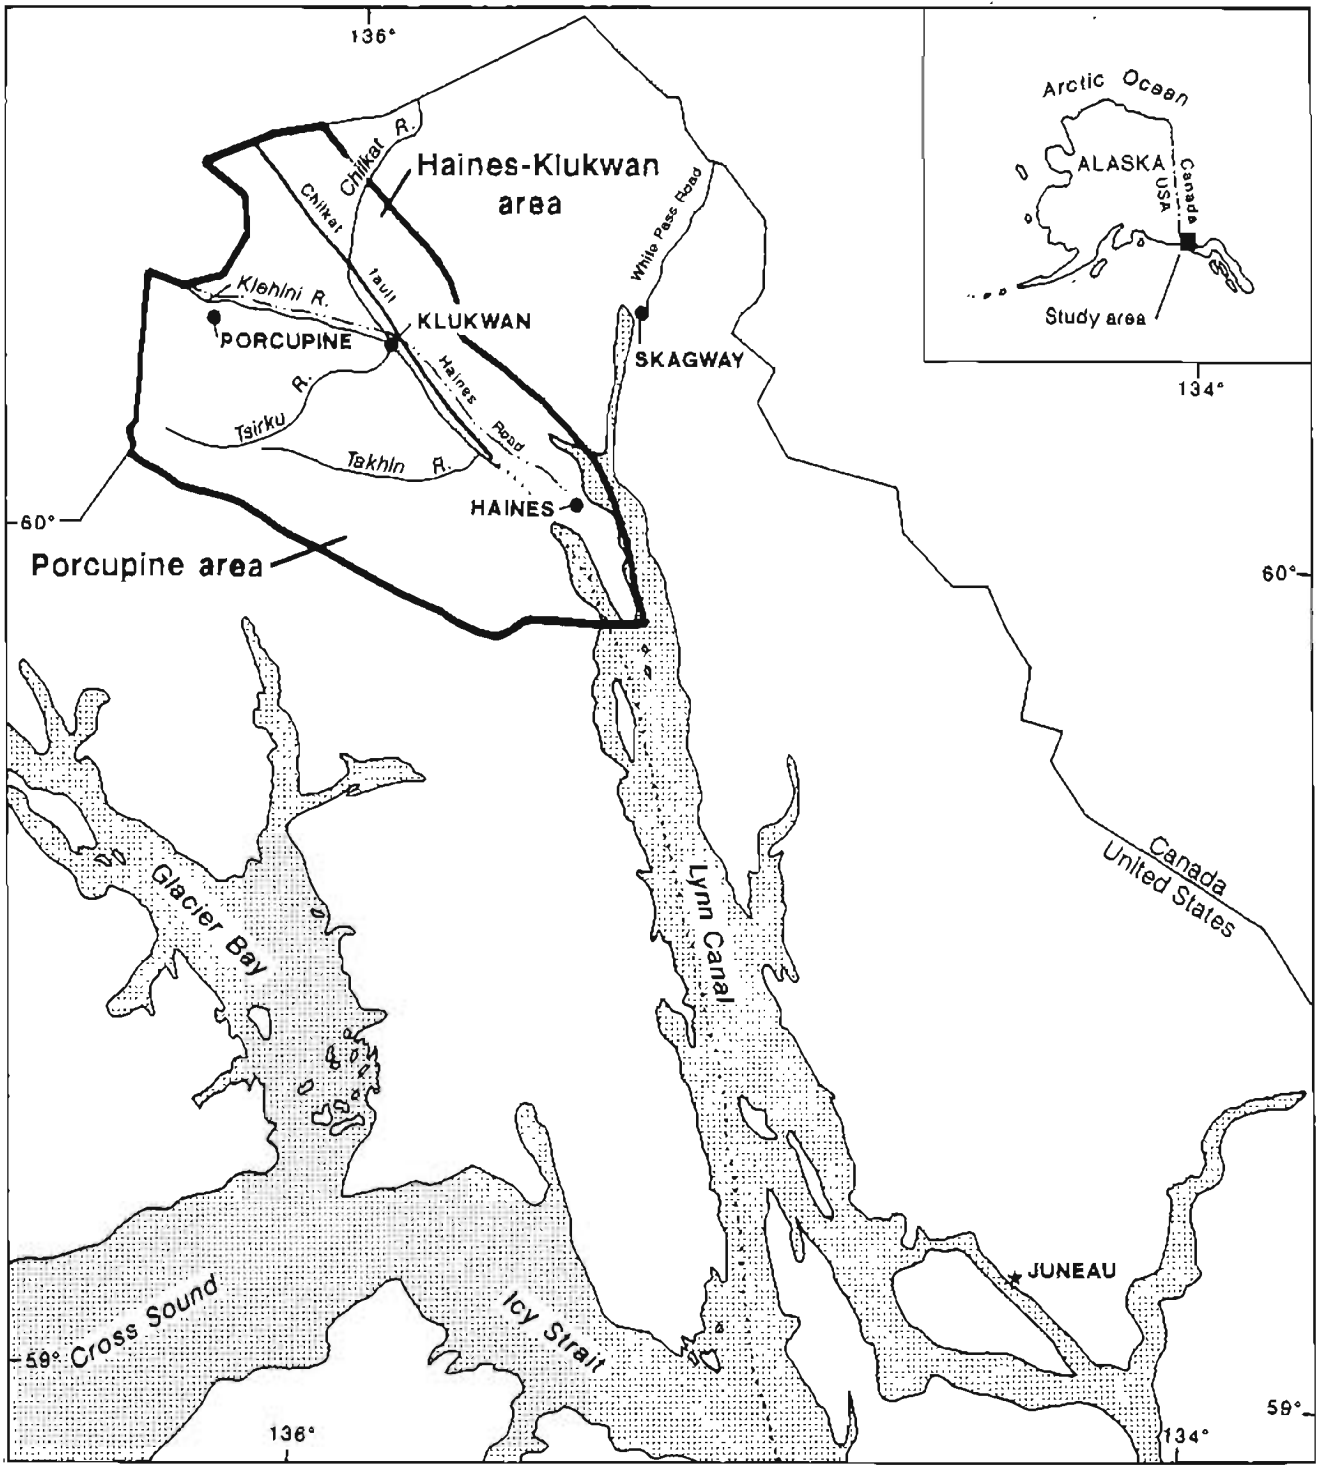 136°
Arctic Ocean
ALASKA
Canada
USA
Study area
134°
Chilkat R.
Haines-Klukwan
area
Chilkat
fault
White Pass Road
Klehini R.
PORCUPINE
KLUKWAN
SKAGWAY
Haines
Road
Tsirku R.
Takhin R.
HAINES
60°
Porcupine area
60°
Canada
United States
Glacier Bay
Lynn Canal
JUNEAU
Cross Sound
Icy Strait
59°
59°
136°
134°